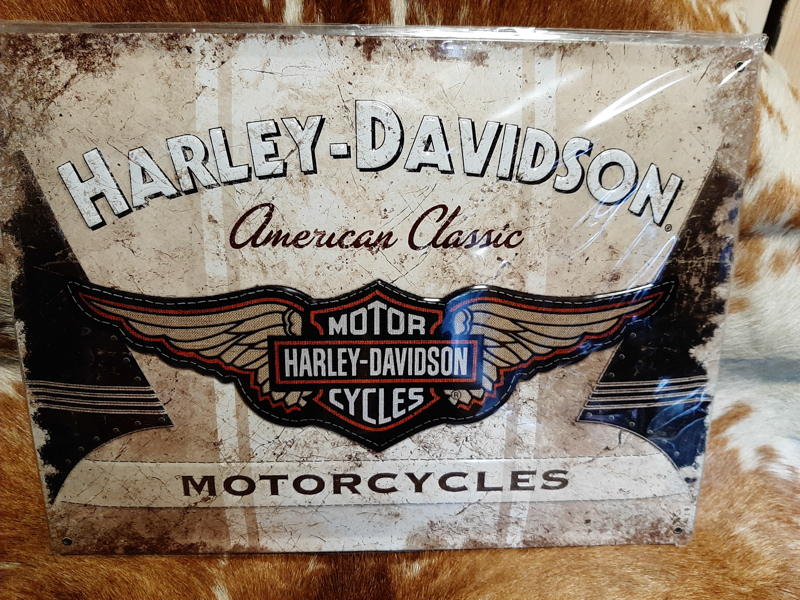 HARLEY-DAVIDSON®
American Classic
MOTOR
HARLEY-DAVIDSON
CYCLES ®
MOTORCYCLES